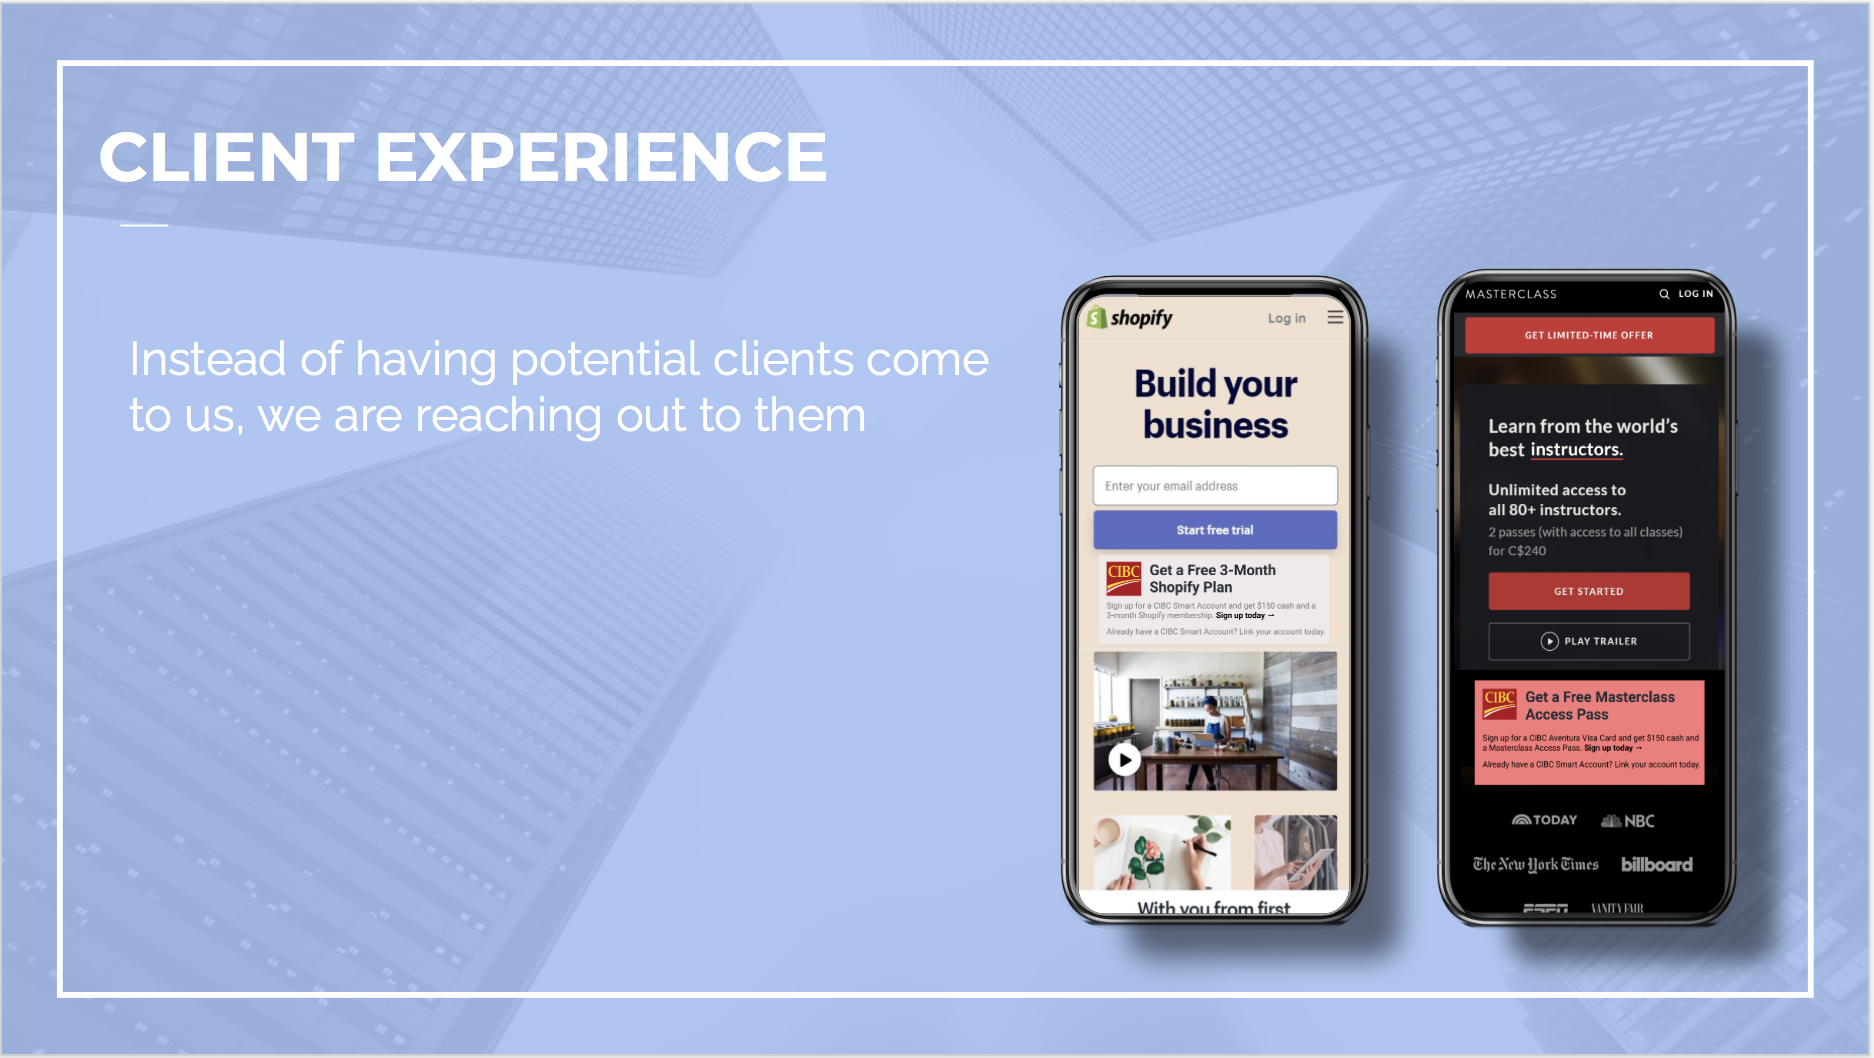 CLIENT EXPERIENCE
Instead of having potential clients come
to us, we are reaching out to them
shopify
Log in
Build your
business
Enter your email address
Start free trial
CIBC
Get a Free 3-Month
Shopify Plan
Sign up for a CIBC Smart Account and get $150 cash and a
3-month Shopify membership. Sign up today →
Already have a CIBC Smart Account? Link your account today.
With you from first
MASTERCLASS
LOG IN
GET LIMITED-TIME OFFER
Learn from the world's
best instructors.
Unlimited access to
all 80+ instructors.
2 passes (with access to all classes)
for C$240
GET STARTED
PLAY TRAILER
CIBC
Get a Free Masterclass
Access Pass
Sign up for a CIBC Aventura Visa Card and get $150 cash and
a Masterclass Access Pass. Sign up today →
Already have a CIBC Smart Account? Link your account today.
TODAY
NBC
The New York Times
billboard
ESPN
VANITY FAIR